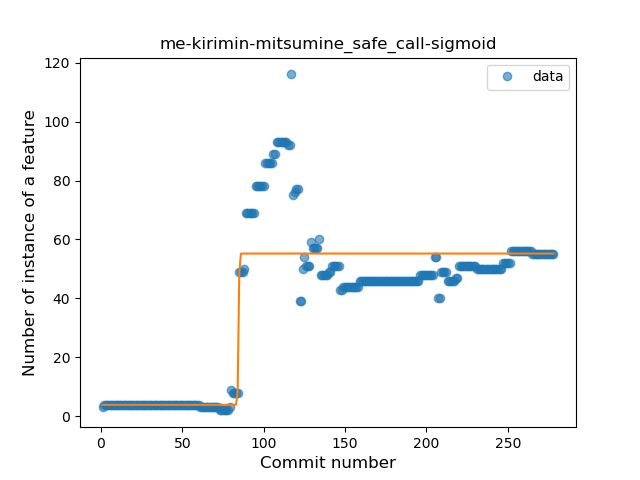 me-kirimin-mitsumine_safe_call-sigmoid
120
100
80
60
40
20
0
data
Number of instance of a feature
0 50 100 150 200 250
Commit number